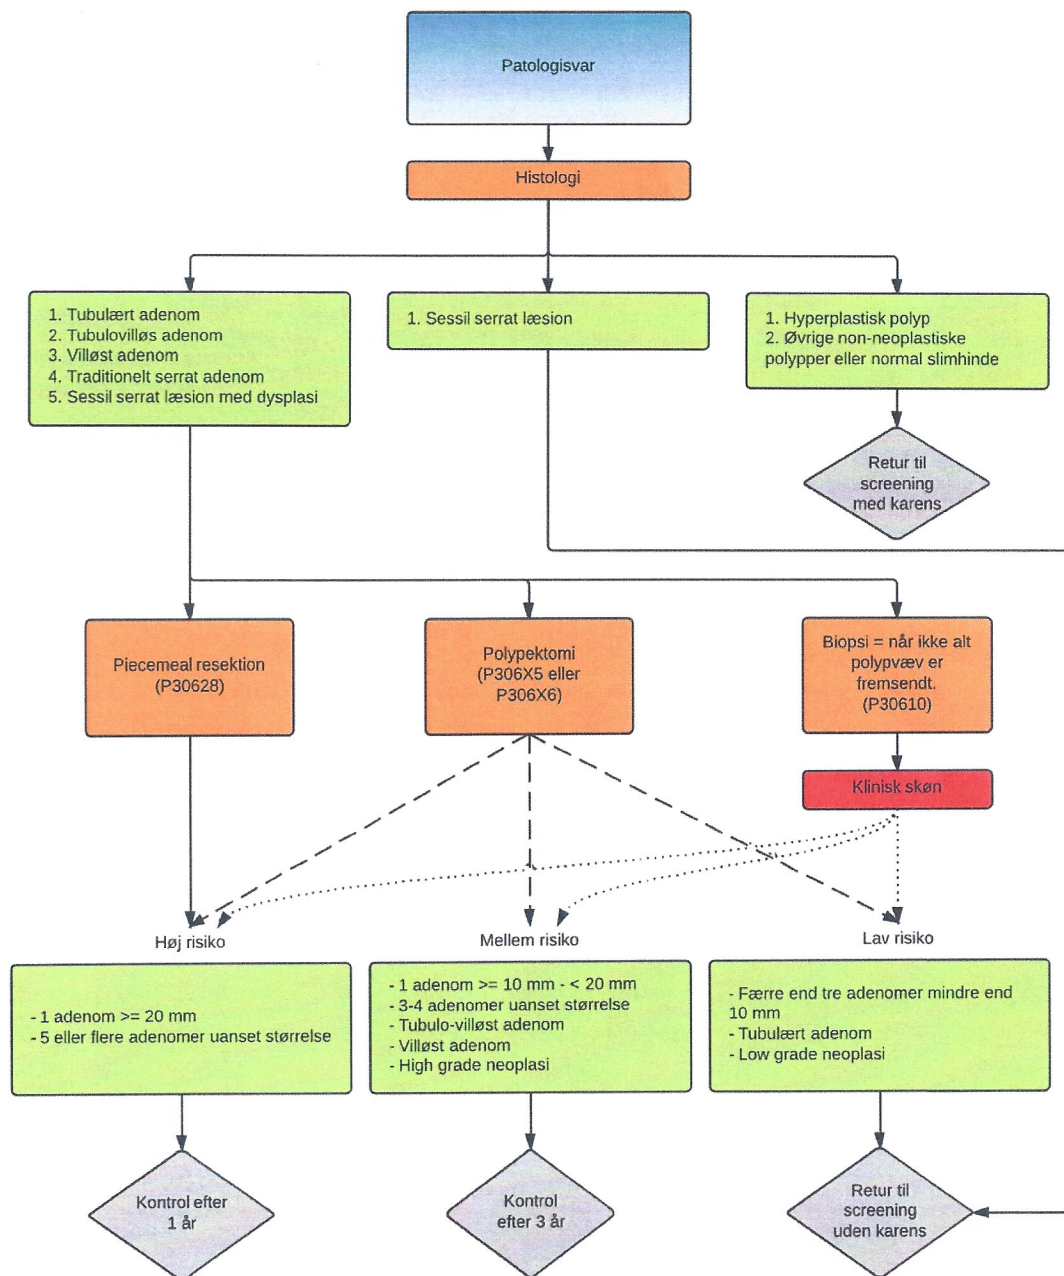 Patologisvar
Histologi
1. Tubulært adenom
2. Tubulovilløs adenom
3. Villøst adenom
4. Traditionelt serrat adenom
5. Sessil serrat læsion med dysplasi
1. Sessil serrat læsion
1. Hyperplastisk polyp
2. Øvrige non-neoplastiske
polypper eller normal slimhinde
Retur til
screening
med karens
Piecemeal resektion
(P30628)
Polypektomi
(P306X5 eller
P306X6)
Biopsi = når ikke alt
polypvæv er
fremsendt.
(P30610)
Klinisk skøn
Høj risiko
Mellem risiko
Lav risiko
- 1 adenom >= 20 mm
- 5 eller flere adenomer uanset størrelse
- 1 adenom >= 10 mm - < 20 mm
- 3-4 adenomer uanset størrelse
- Tubulo-villøst adenom
- Villøst adenom
- High grade neoplasi
- Færre end tre adenomer mindre end
10 mm
- Tubulært adenom
- Low grade neoplasi
Kontrol efter
1 år
Kontrol
efter 3 år
Retur til
screening
uden karens